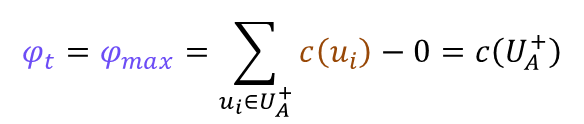 φ_t = φ_max = ∑_{u_i∈U_A^+} c(u_i) − 0 = c(U_A^+)